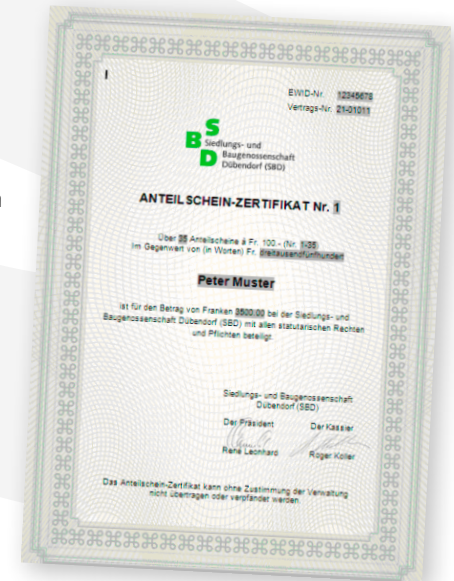 I
EWID-Nr. 12345678
Vertrags-Nr. 21-01011
SBD
Siedlungs- und
Baugenossenschaft
Dübendorf (SBD)
ANTEILSCHEIN-ZERTIFIKAT Nr. 1
Über 35 Anteilscheine à Fr. 100.- (Nr. 1-35)
Im Gegenwert von (in Worten) Fr. dreitausendfünfhundert
Peter Muster
ist für den Betrag von Franken 3500.00 bei der Siedlungs- und
Baugenossenschaft Dübendorf (SBD) mit allen statutarischen Rechten
und Pflichten beteiligt.
Siedlungs- und Baugenossenschaft
Dübendorf (SBD)
Der Präsident Der Kassier
René Leonhard Roger Koller
Das Anteilschein-Zertifikat kann ohne Zustimmung der Verwaltung
nicht übertragen oder verpfändet werden